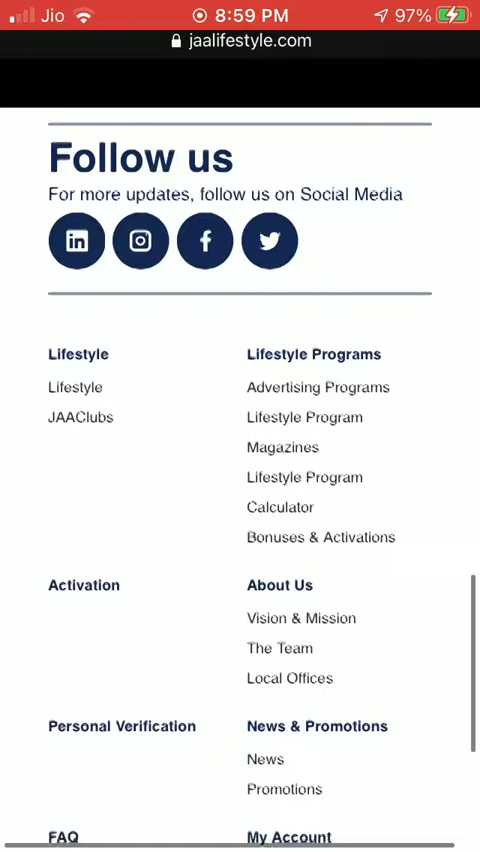 Jio 8:59 PM 97%
jaalifestyle.com
Follow us
For more updates, follow us on Social Media
Lifestyle
Lifestyle
JAAClubs
Lifestyle Programs
Advertising Programs
Lifestyle Program
Magazines
Lifestyle Program
Calculator
Bonuses & Activations
Activation
About Us
Vision & Mission
The Team
Local Offices
Personal Verification
News & Promotions
News
Promotions
FAQ
My Account